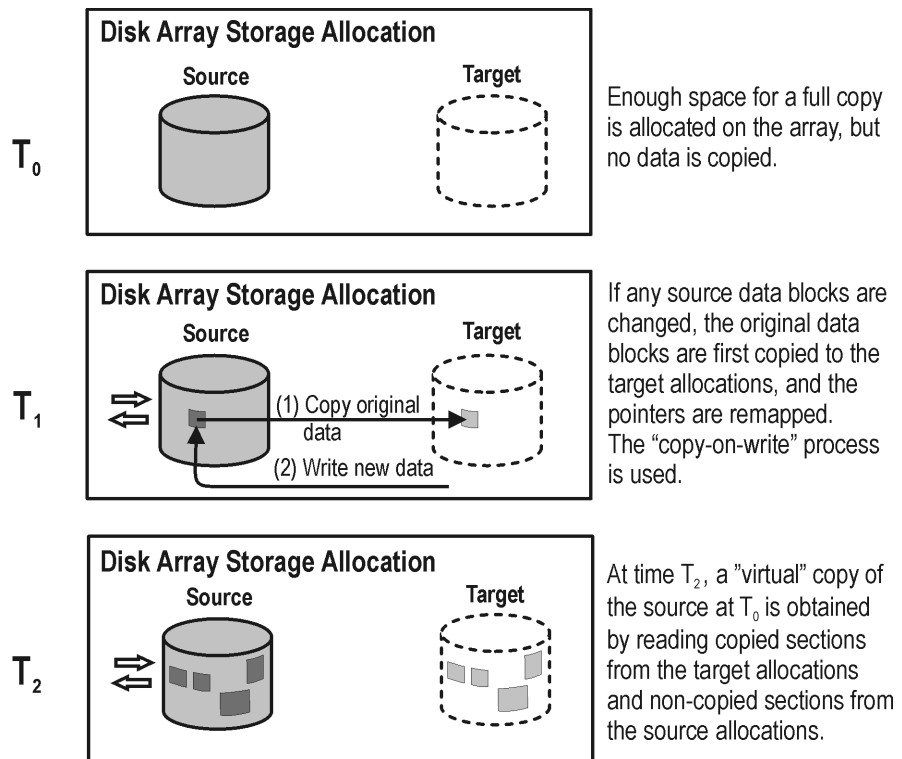 Disk Array Storage Allocation
Source
Target
T0
Enough space for a full copy
is allocated on the array, but
no data is copied.
Disk Array Storage Allocation
Source
Target
T1
(1) Copy original
data
(2) Write new data
If any source data blocks are
changed, the original data
blocks are first copied to the
target allocations, and the
pointers are remapped.
The “copy-on-write” process
is used.
Disk Array Storage Allocation
Source
Target
T2
At time T2, a ”virtual” copy of
the source at T0 is obtained
by reading copied sections
from the target allocations
and non-copied sections from
the source allocations.